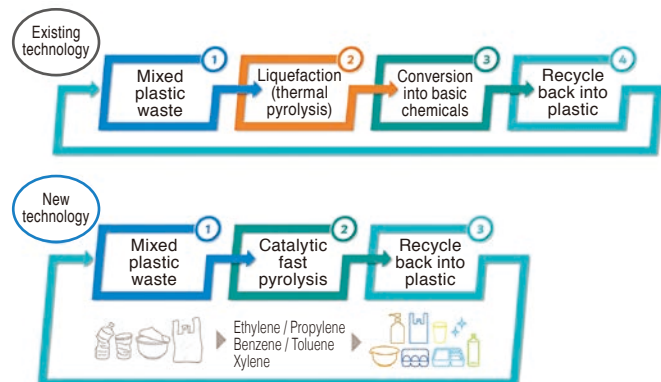 Existing
technology
1
Mixed
plastic
waste
2
Liquefaction
(thermal
pyrolysis)
3
Conversion
into basic
chemicals
4
Recycle
back into
plastic
New
technology
1
Mixed
plastic
waste
2
Catalytic
fast
pyrolysis
3
Recycle
back into
plastic
Ethylene / Propylene
Benzene / Toluene
Xylene